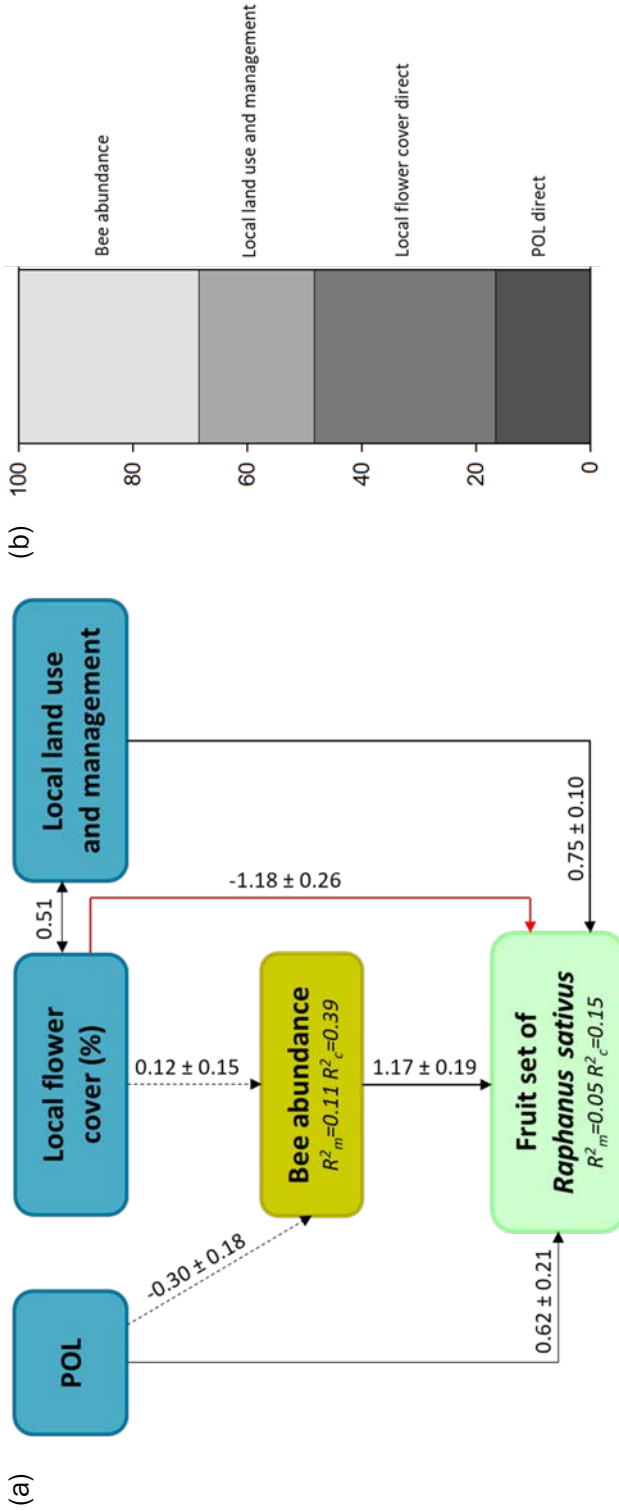 (a)
POL
Local flower
cover (%)
0.51
Local land use
and management
-0.30 ± 0.18
0.12 ± 0.15
-1.18 ± 0.26
Bee abundance
R²m=0.11 R²c=0.39
1.17 ± 0.19
0.62 ± 0.21
0.75 ± 0.10
Fruit set of
Raphanus sativus
R²m=0.05 R²c=0.15
(b)
100
80
60
40
20
0
Bee abundance
Local land use and management
Local flower cover direct
POL direct